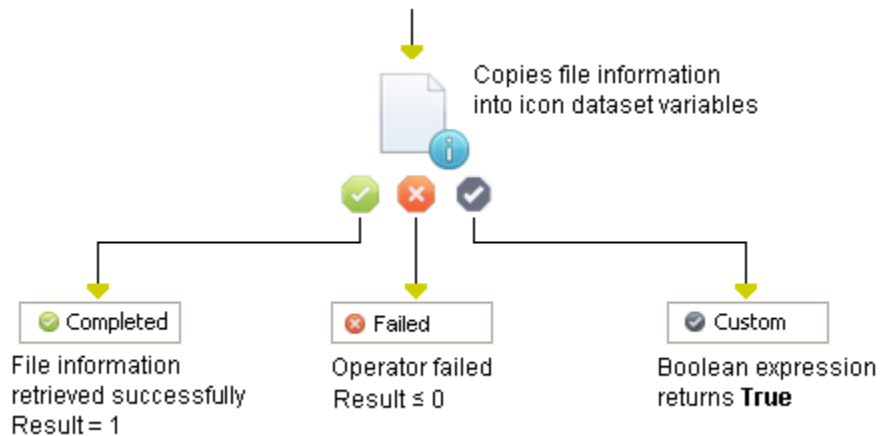 Copies file information
into icon dataset variables
Completed
Failed
Custom
File information
retrieved successfully
Result = 1
Operator failed
Result ≤ 0
Boolean expression
returns True